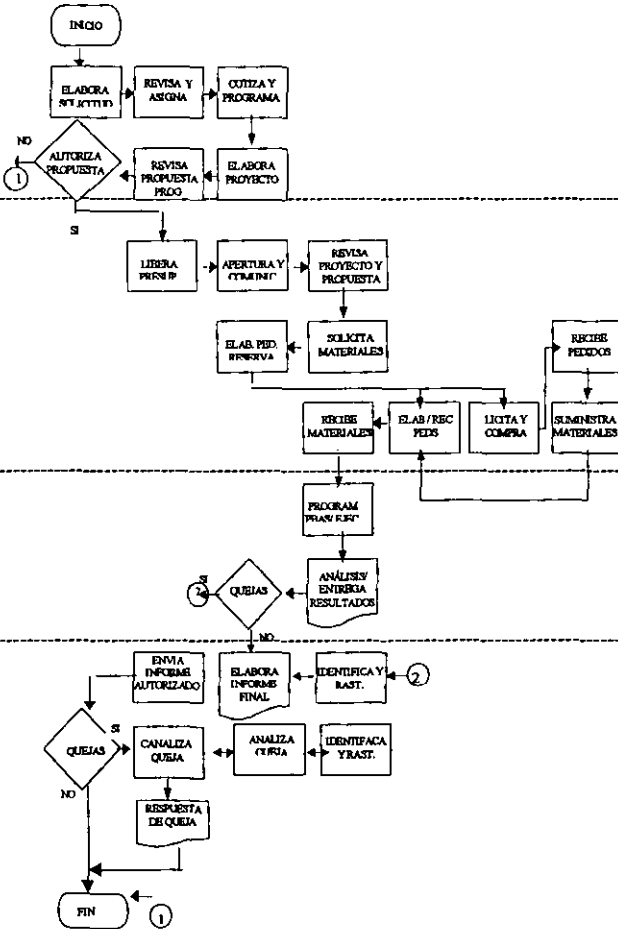 INICIO
ELABORA
SOLICITUD
REVISA Y
ASIGNA
COTIZA Y
PROGRAMA
NO
AUTORIZA
PROPUESTA
REVISA
PROPUESTA
PROG
ELABORA
PROYECTO
1
SI
LIBERA
PRESUP
APERTURA Y
COMUNIC
REVISA
PROYECTO Y
PROPUESTA
ELAB. PED.
RESERVA
SOLICITA
MATERIALES
RECIBE
PEDIDOS
RECIBE
MATERIALES
ELAB / REC
PEDS
LICITA Y
COMPRA
SUMINISTRA
MATERIALES
PROGRAM
SI
2
QUEJAS
ANÁLISIS/
ENTREGA
RESULTADOS
NO
ENVIA
INFORME
AUTORIZADO
ELABORA
INFORME
FINAL
IDENTIFICA Y
RAST.
2
SI
QUEJAS
CANALIZA
QUEJA
ANALIZA
QUEJA
IDENTIFACA
Y RAST.
NO
RESPUESTA
DE QUEJA
FIN
1